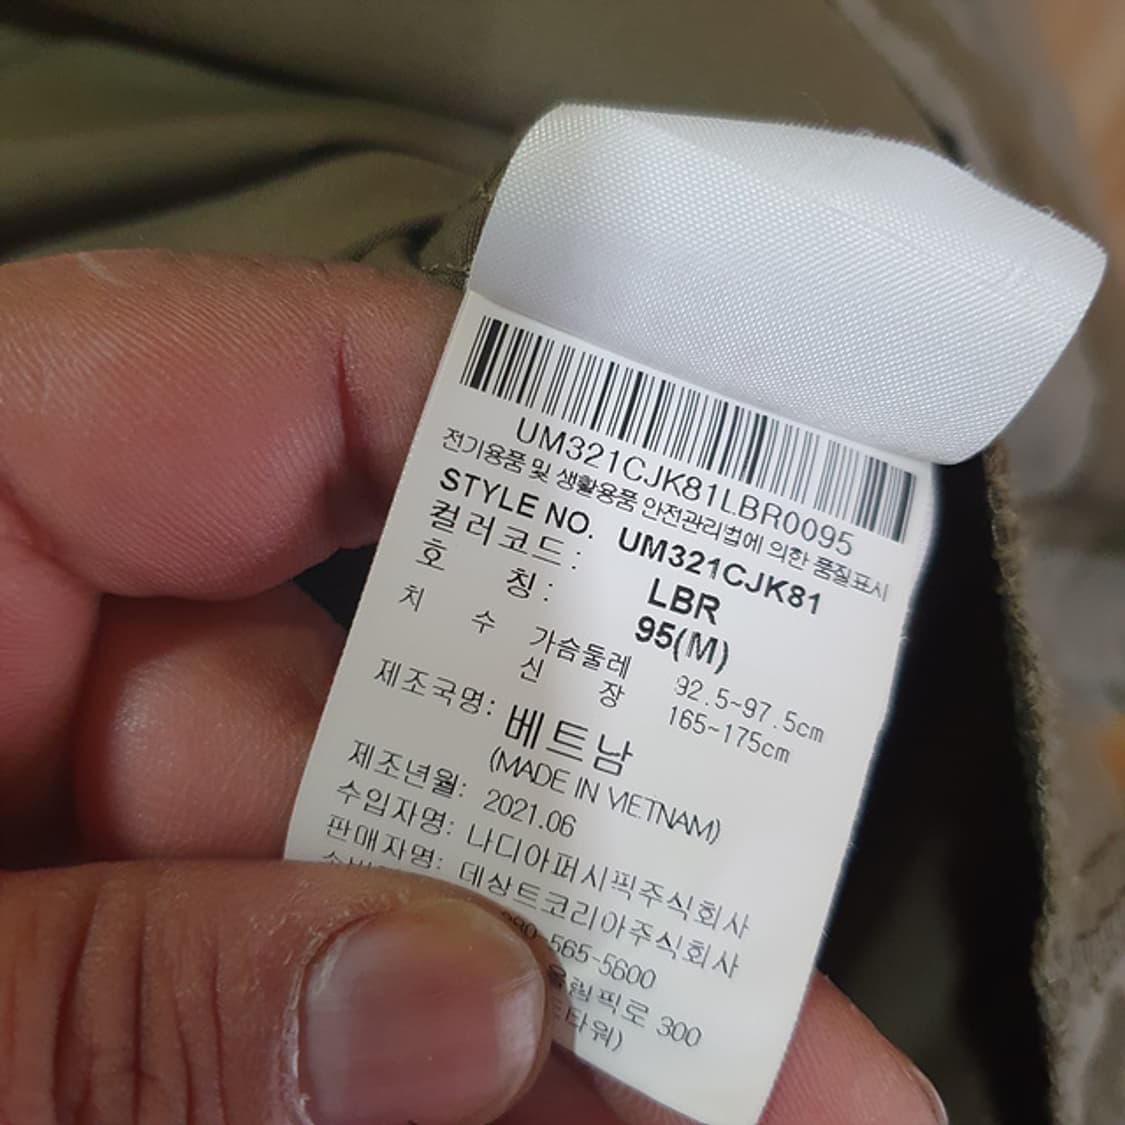 UM321CJK81LBR0095
전기용품 및 생활용품 안전관리법에 의한 품질표시
STYLE NO. UM321CJK81
컬러코드: LBR
호 칭: 95(M)
치 수 가슴둘레 92.5~97.5cm
신 장 165~175cm
제조국명: 베트남
(MADE IN VIETNAM)
제조년월: 2021.06
수입자명: 나디아퍼시픽주식회사
판매자명: 데상트코리아주식회사
565-5600
300